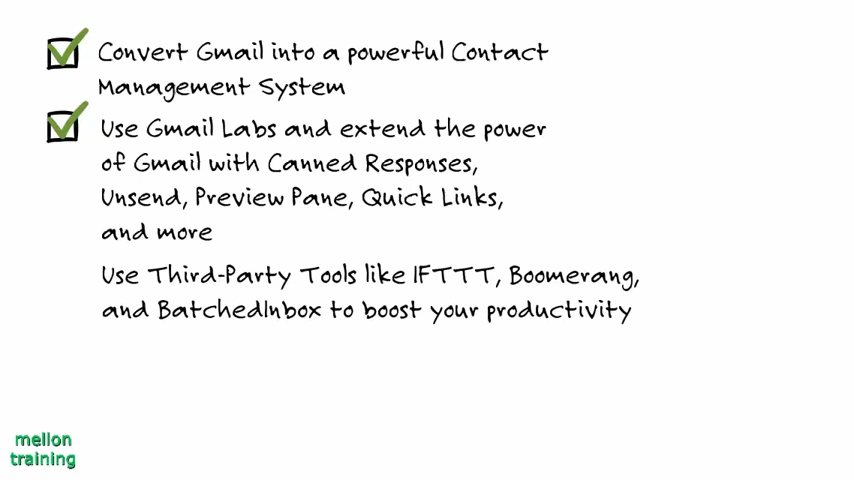 Convert Gmail into a powerful Contact
Management System
Use Gmail Labs and extend the power
of Gmail with Canned Responses,
Unsend, Preview Pane, Quick Links,
and more
Use Third-Party Tools like IFTTT, Boomerang,
and BatchedInbox to boost your productivity
mellon
training